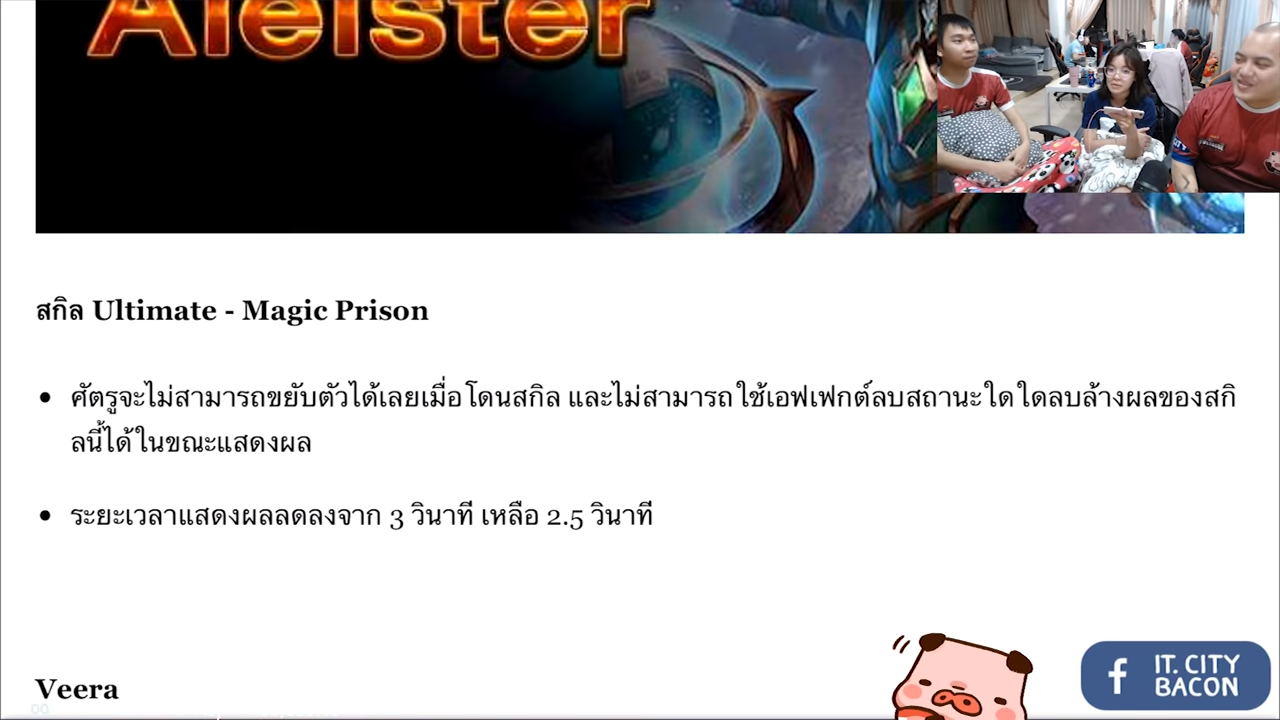 Aleister
สกิล Ultimate - Magic Prison
• ศัตรูจะไม่สามารถขยับตัวได้เลยเมื่อโดนสกิล และไม่สามารถใช้เอฟเฟกต์ลบสถานะใดใดลบล้างผลของสกิ
ลนี้ได้ในขณะแสดงผล
• ระยะเวลาแสดงผลลดลงจาก 3 วินาที เหลือ 2.5 วินาที
Veera
00
f IT. CITY
BACON